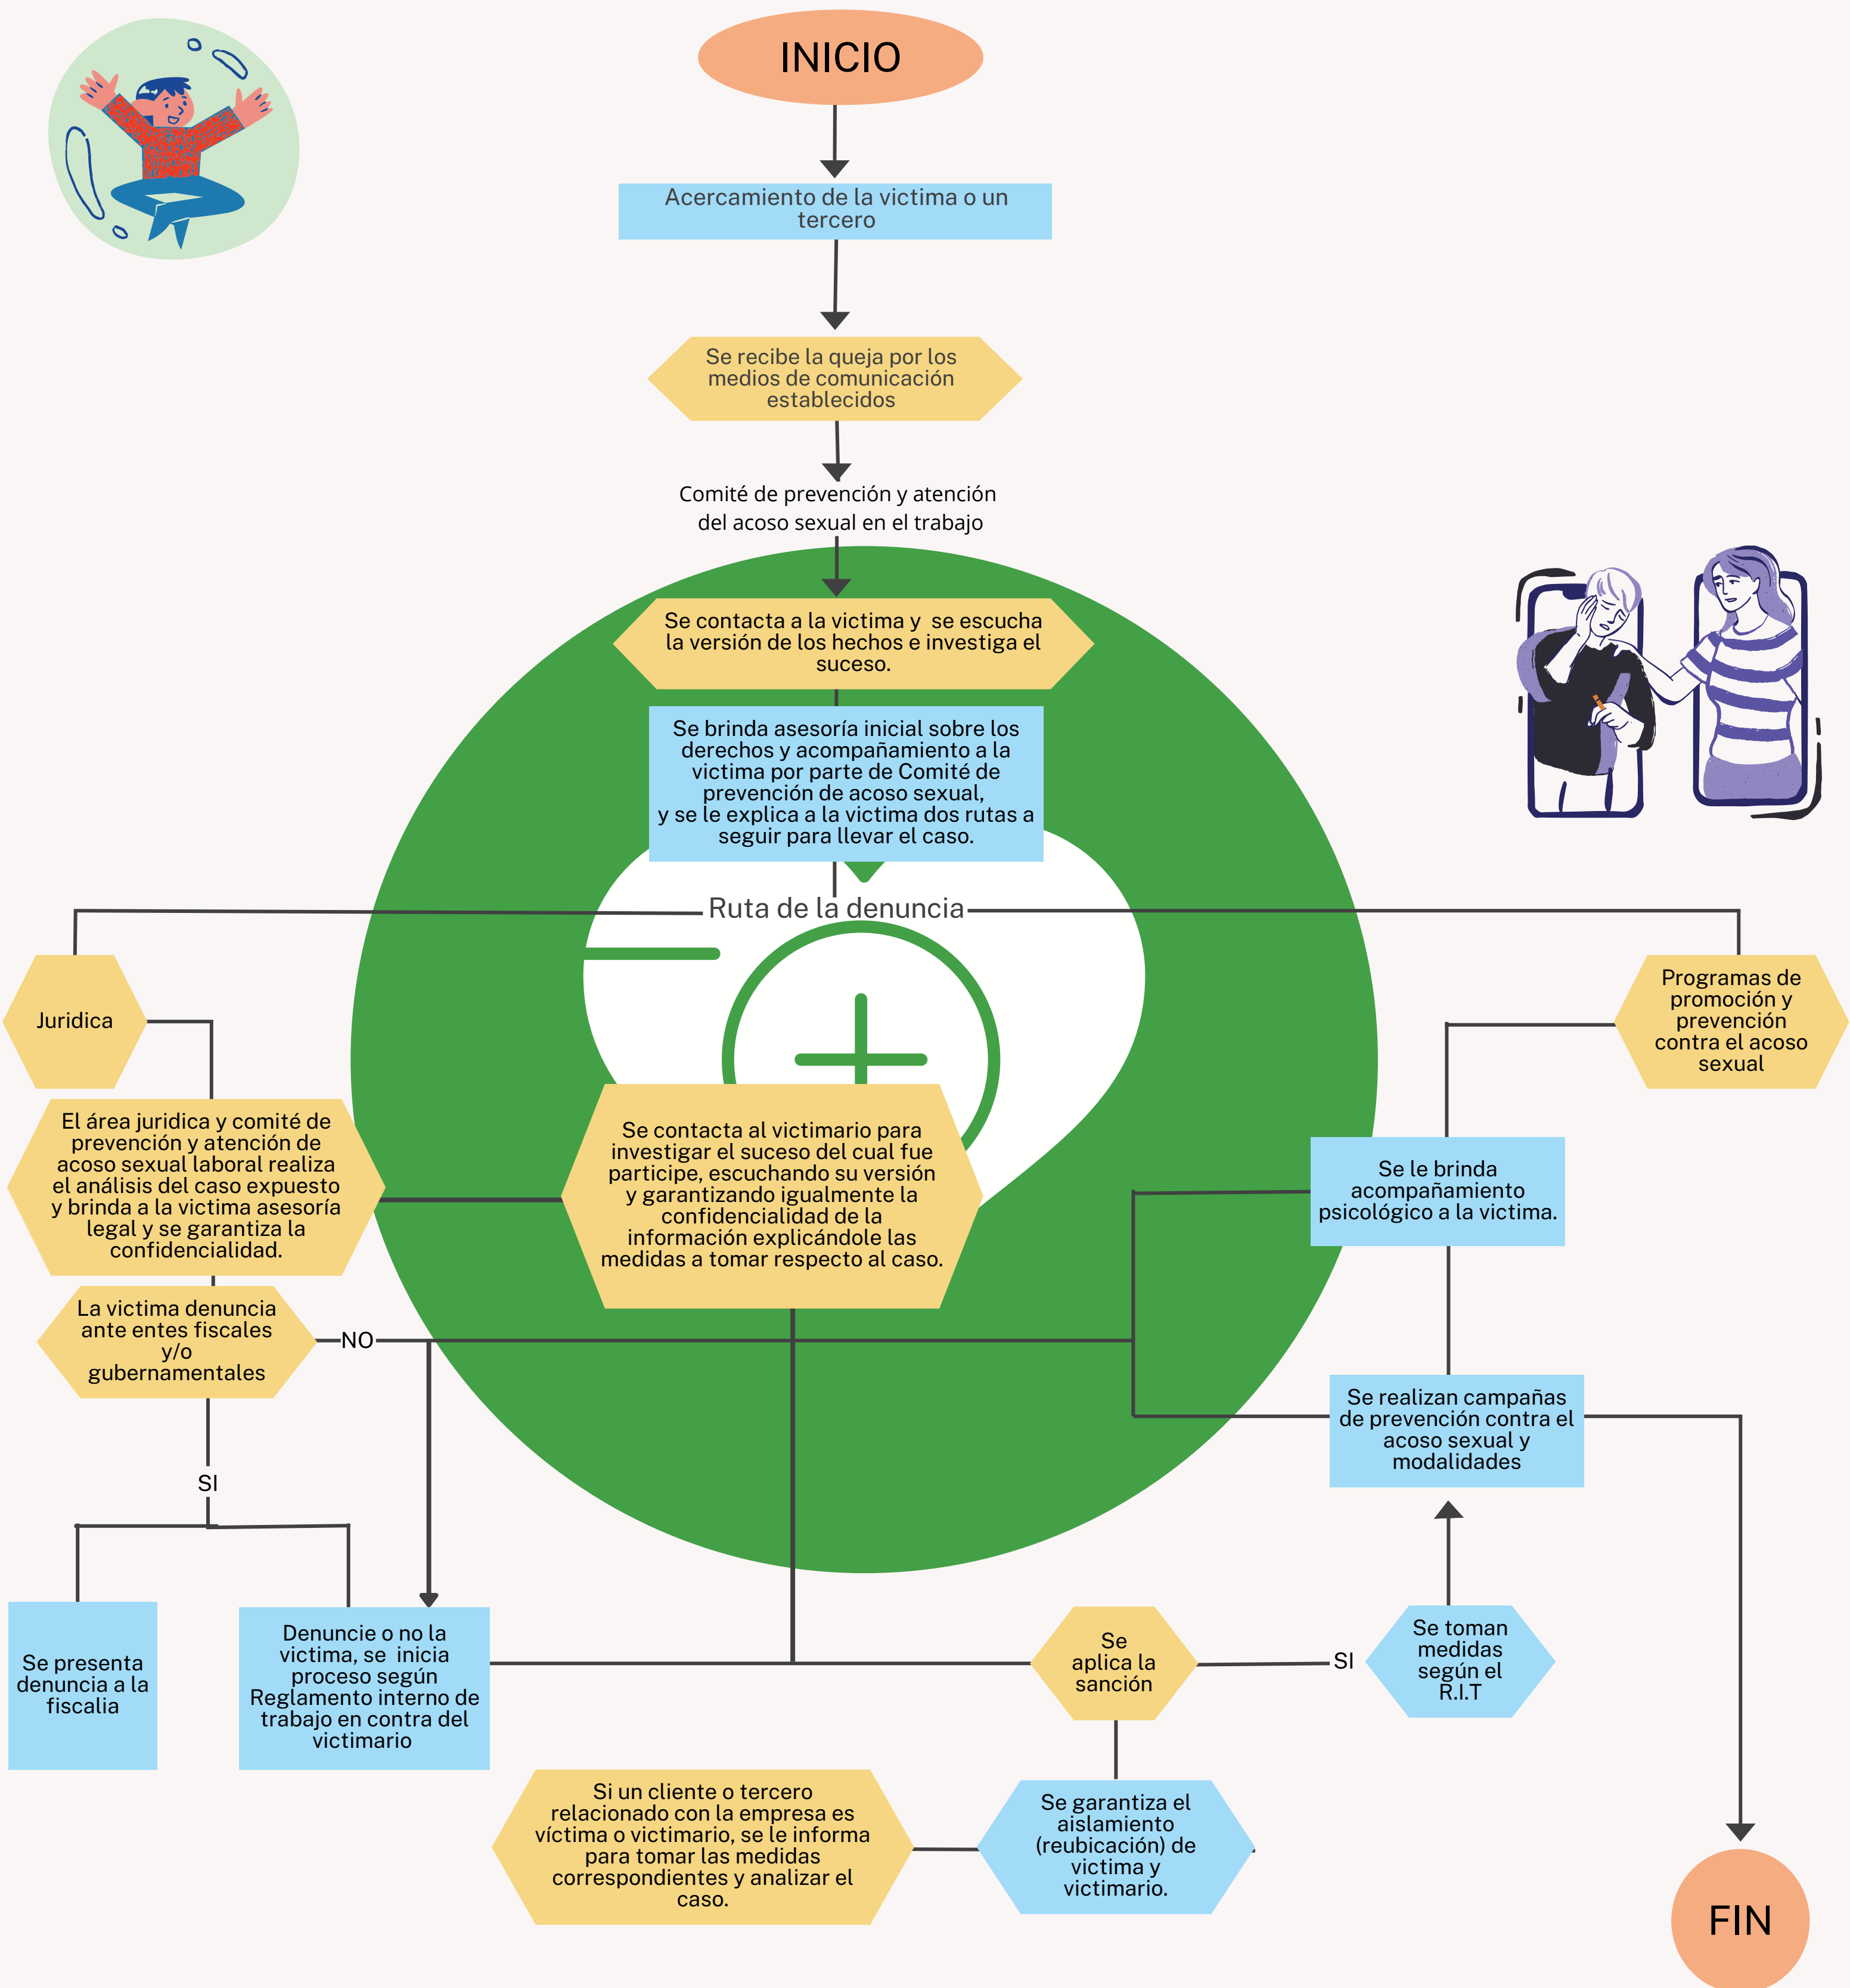 INICIO
Acercamiento de la victima o un
tercero
Se recibe la queja por los
medios de comunicación
establecidos
Comité de prevención y atención
del acoso sexual en el trabajo
Se contacta a la victima y  se escucha
la versión de los hechos e investiga el
suceso.
Se brinda asesoría inicial sobre los
derechos y acompañamiento a la
victima por parte de Comité de
prevención de acoso sexual,
y se le explica a la victima dos rutas a
seguir para llevar el caso.
Ruta de la denuncia
Juridica
Programas de
promoción y
prevención
contra el acoso
sexual
El área juridica y comité de
prevención y atención de
acoso sexual laboral realiza
el análisis del caso expuesto
y brinda a la victima asesoría
legal y se garantiza la
confidencialidad.
Se contacta al victimario para
investigar el suceso del cual fue
participe, escuchando su versión
y garantizando igualmente la
confidencialidad de la
información explicándole las
medidas a tomar respecto al caso.
Se le brinda
acompañamiento
psicológico a la victima.
La victima denuncia
ante entes fiscales
y/o
gubernamentales
NO
Se realizan campañas
de prevención contra el
acoso sexual y
modalidades
SI
Se presenta
denuncia a la
fiscalia
Denuncie o no la
victima, se  inicia
proceso según
Reglamento interno de
trabajo en contra del
victimario
Se
aplica la
sanción
SI
Se toman
medidas
según el
R.I.T
Si un cliente o tercero
relacionado con la empresa es
víctima o victimario, se le informa
para tomar las medidas
correspondientes y analizar el
caso.
Se garantiza el
aislamiento
(reubicación) de
victima y
victimario.
FIN